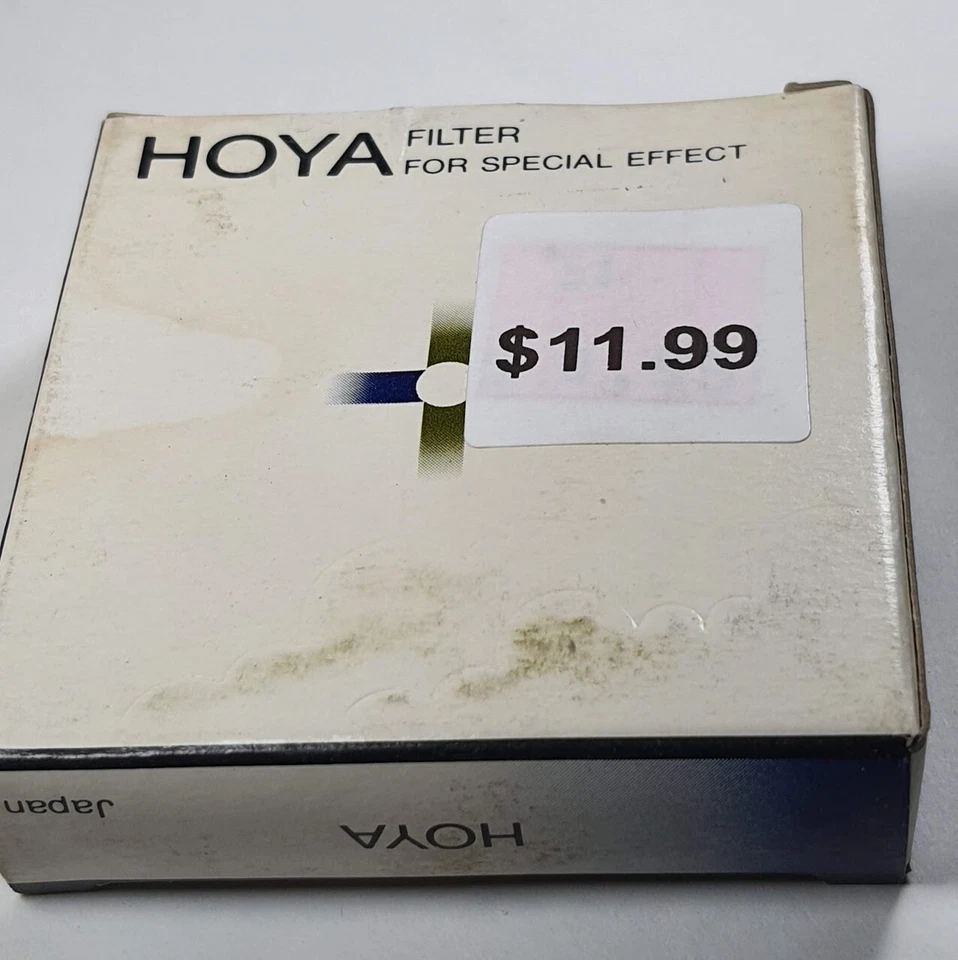 HOYA FILTER
FOR SPECIAL EFFECT
$11.99
Japan
HOYA